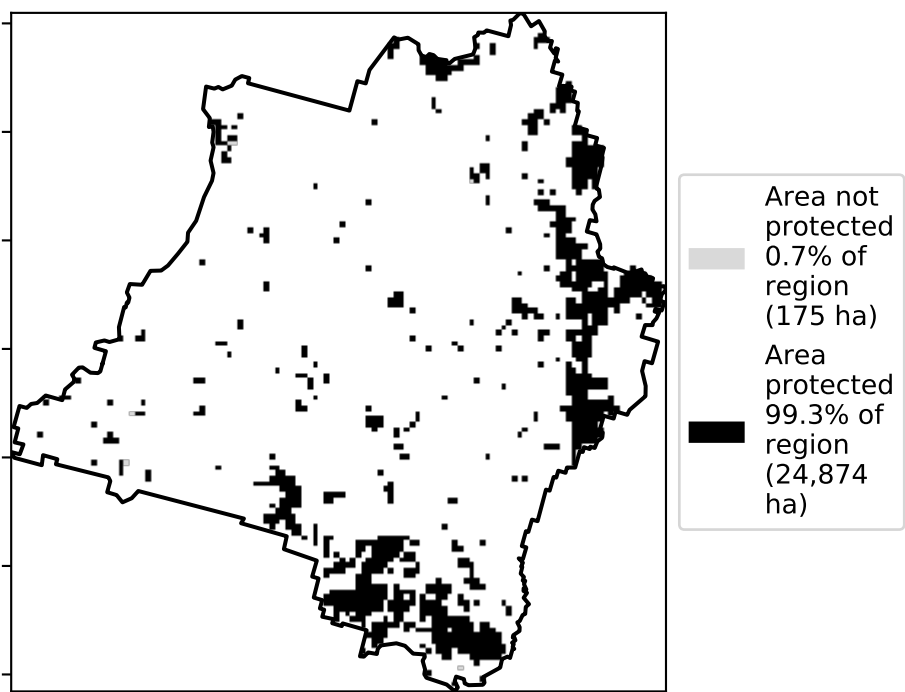 Area not
protected
0.7% of
region
(175 ha)
Area
protected
99.3% of
region
(24,874
ha)